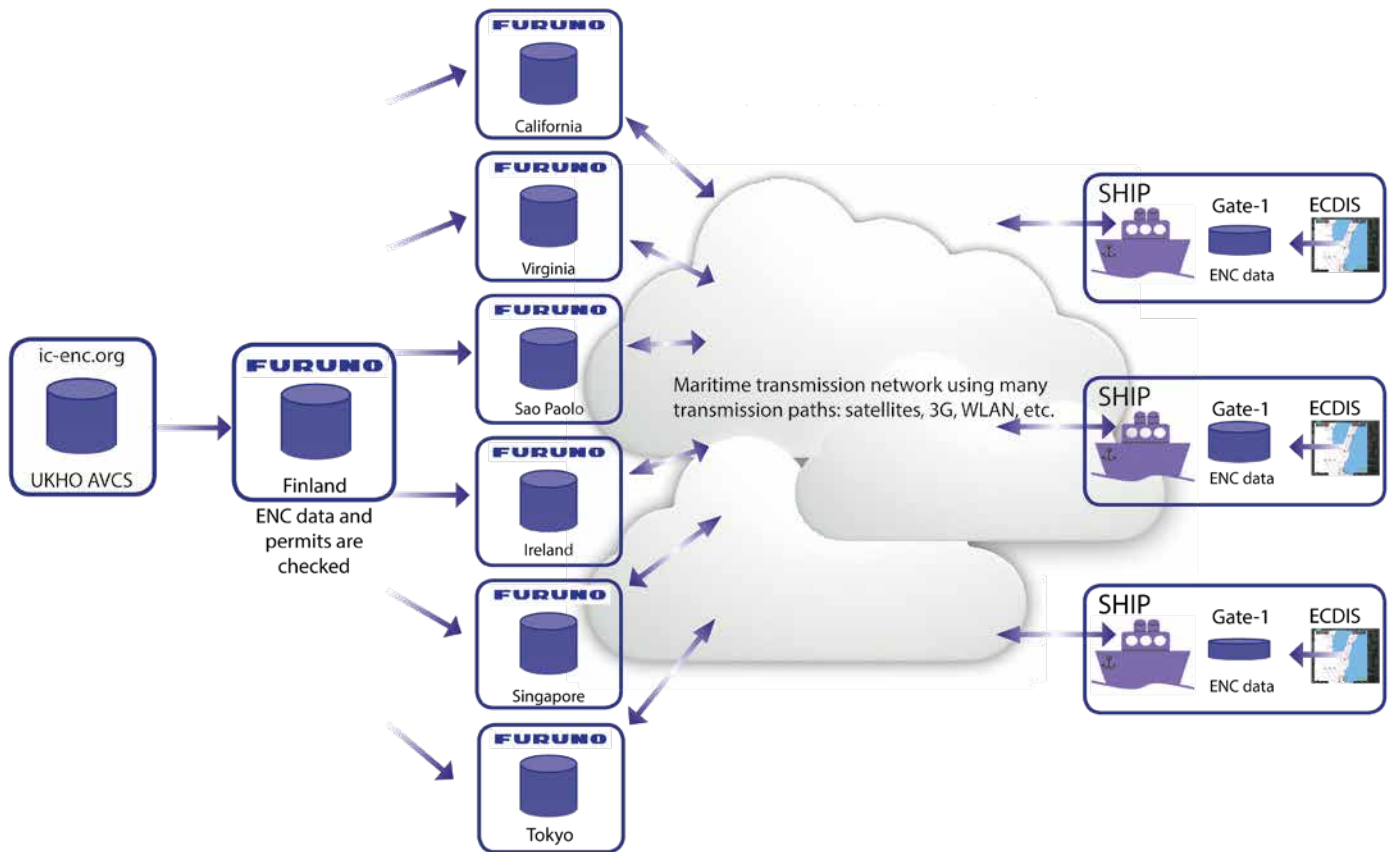 ic-enc.org
UKHO AVCS
FURUNO
Finland
ENC data and
permits are
checked
FURUNO
California
FURUNO
Virginia
FURUNO
Sao Paolo
FURUNO
Ireland
FURUNO
Singapore
FURUNO
Tokyo
Maritime transmission network using many
transmission paths: satellites, 3G, WLAN, etc.
SHIP
Gate-1
ECDIS
ENC data
SHIP
Gate-1
ECDIS
ENC data
SHIP
Gate-1
ECDIS
ENC data